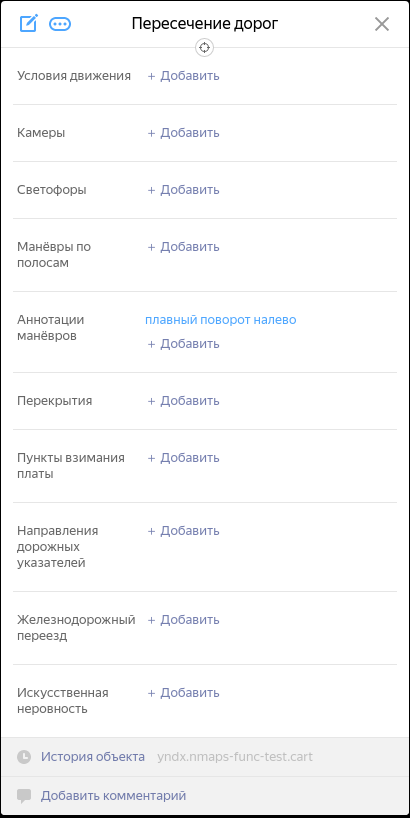 Пересечение дорог
Условия движения + Добавить
Камеры + Добавить
Светофоры + Добавить
Манёвры по + Добавить
полосам
Аннотации плавный поворот налево
манёвров + Добавить
Перекрытия + Добавить
Пункты взимания + Добавить
платы
Направления + Добавить
дорожных
указателей
Железнодорожный + Добавить
переезд
Искусственная + Добавить
неровность
История объекта yndx.nmaps-func-test.cart
Добавить комментарий